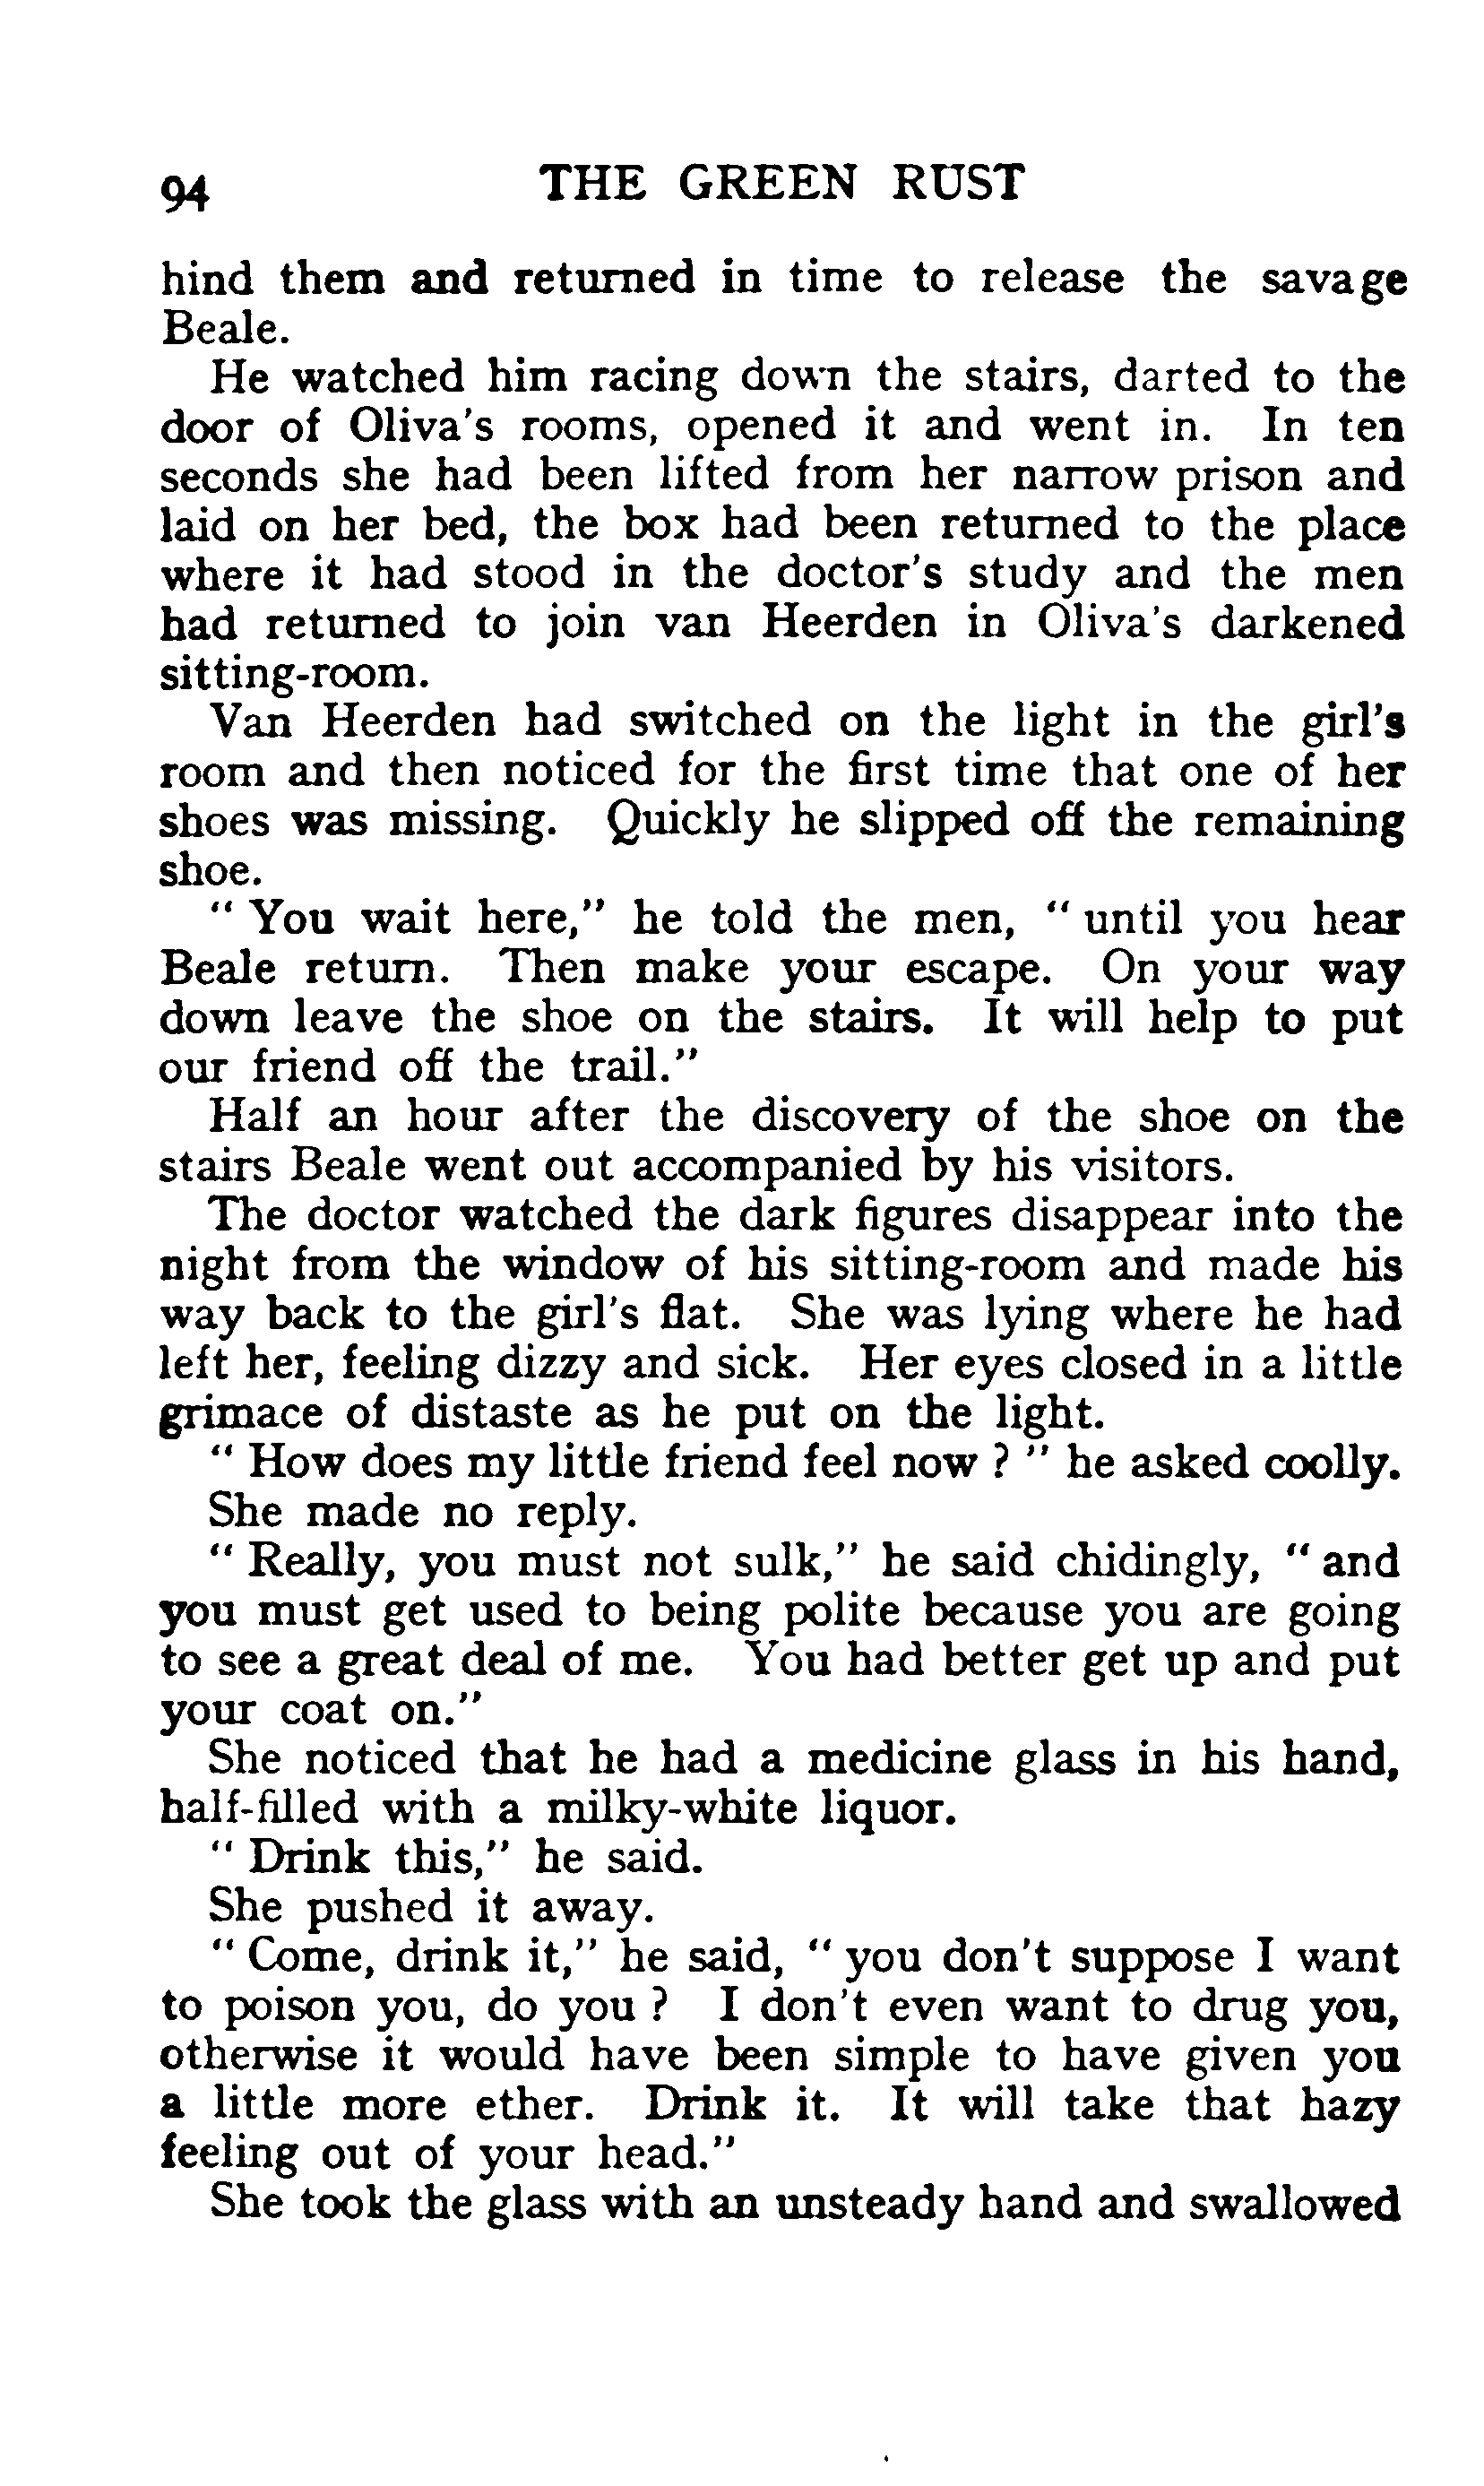 94 THE GREEN RUST
hind them and returned in time to release the savage
Beale.
He watched him racing down the stairs, darted to the
door of Oliva's rooms, opened it and went in. In ten
seconds she had been lifted from her narrow prison and
laid on her bed, the box had been returned to the place
where it had stood in the doctor's study and the men
had returned to join van Heerden in Oliva's darkened
sitting-room.
Van Heerden had switched on the light in the girl's
room and then noticed for the first time that one of her
shoes was missing. Quickly he slipped off the remaining
shoe.
" You wait here," he told the men, " until you hear
Beale return. Then make your escape. On your way
down leave the shoe on the stairs. It will help to put
our friend off the trail."
Half an hour after the discovery of the shoe on the
stairs Beale went out accompanied by his visitors.
The doctor watched the dark figures disappear into the
night from the window of his sitting-room and made his
way back to the girl's flat. She was lying where he had
left her, feeling dizzy and sick. Her eyes closed in a little
grimace of distaste as he put on the light.
" How does my little friend feel now ? " he asked coolly.
She made no reply.
" Really, you must not sulk," he said chidingly, " and
you must get used to being polite because you are going
to see a great deal of me. You had better get up and put
your coat on."
She noticed that he had a medicine glass in his hand,
half-filled with a milky-white liquor.
" Drink this," he said.
She pushed it away.
" Come, drink it," he said, " you don't suppose I want
to poison you, do you ? I don't even want to drug you,
otherwise it would have been simple to have given you
a little more ether. Drink it. It will take that hazy
feeling out of your head."
She took the glass with an unsteady hand and swallowed